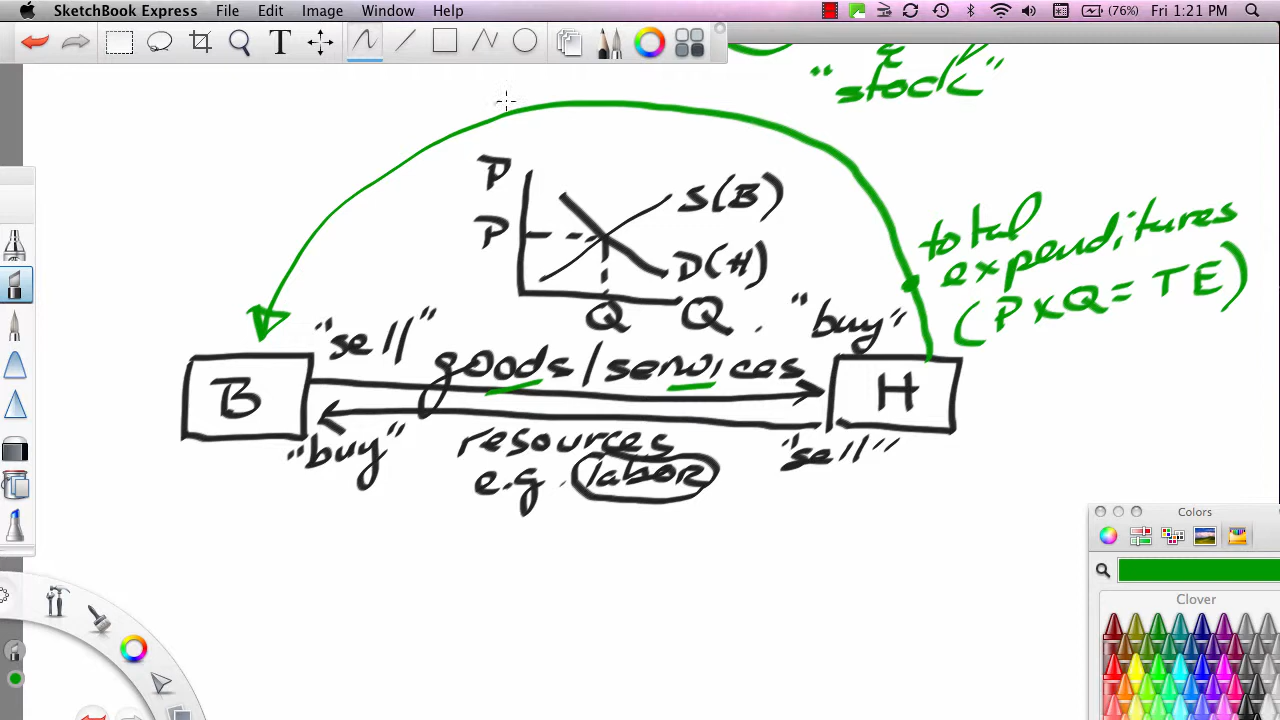 SketchBook Express File Edit Image Window Help (76%) Fri 1:21 PM
T
"stock"
P
S(B)
P
D(H)
total
expenditures
(PxQ=TE)
Q Q
"sell"
"buy"
goods/services
B
H
"buy"
resources
"sell"
e.g. labor
Colors
Clover